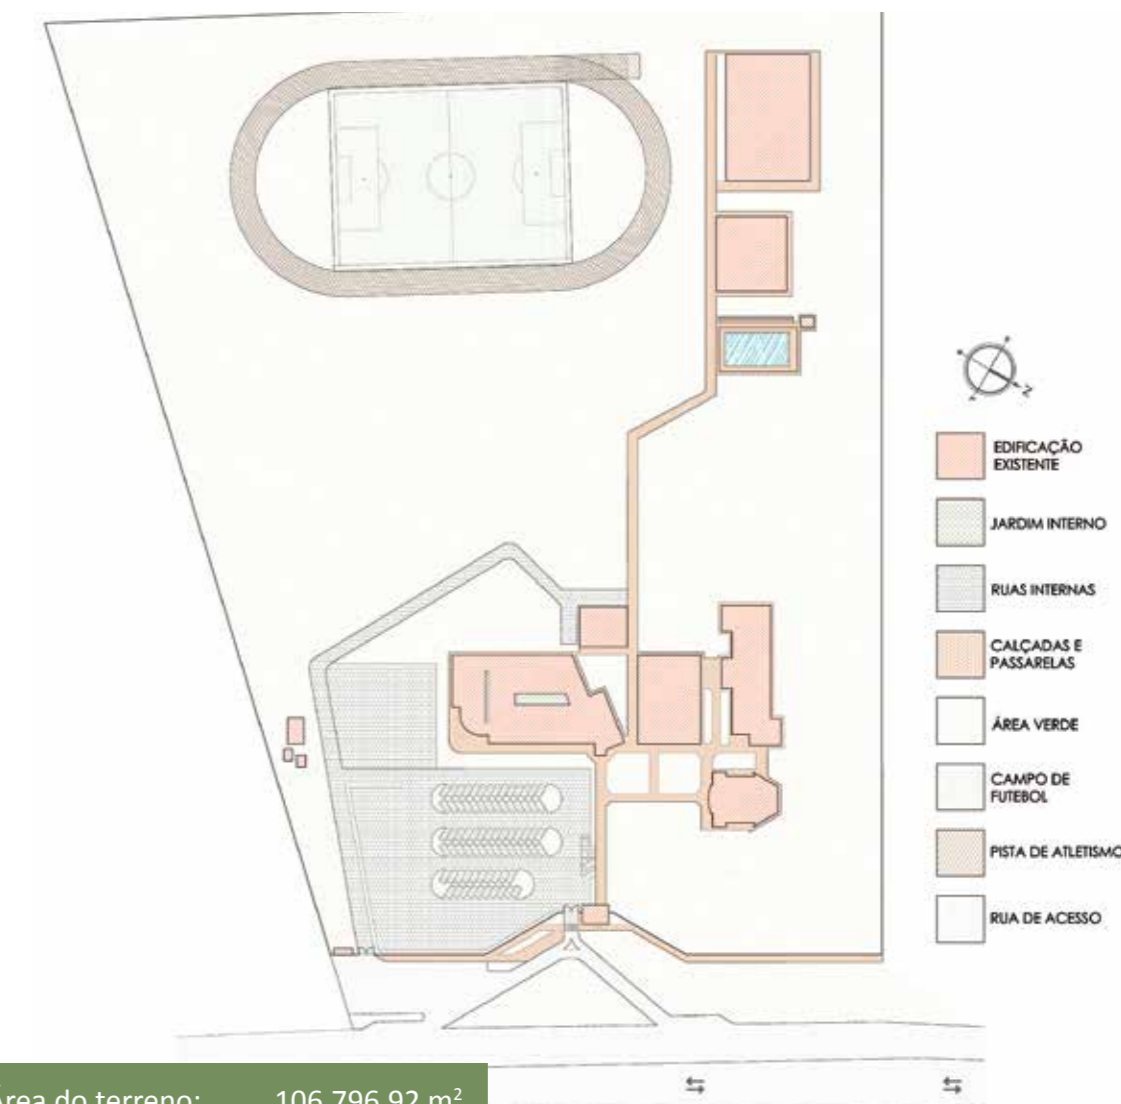 N
EDIFICAÇÃO
EXISTENTE
JARDIM INTERNO
RUAS INTERNAS
CALÇADAS E
PASSARELAS
ÁREA VERDE
CAMPO DE
FUTEBOL
PISTA DE ATLETISMO
RUA DE ACESSO
Área do terreno: 106.796,92 m²